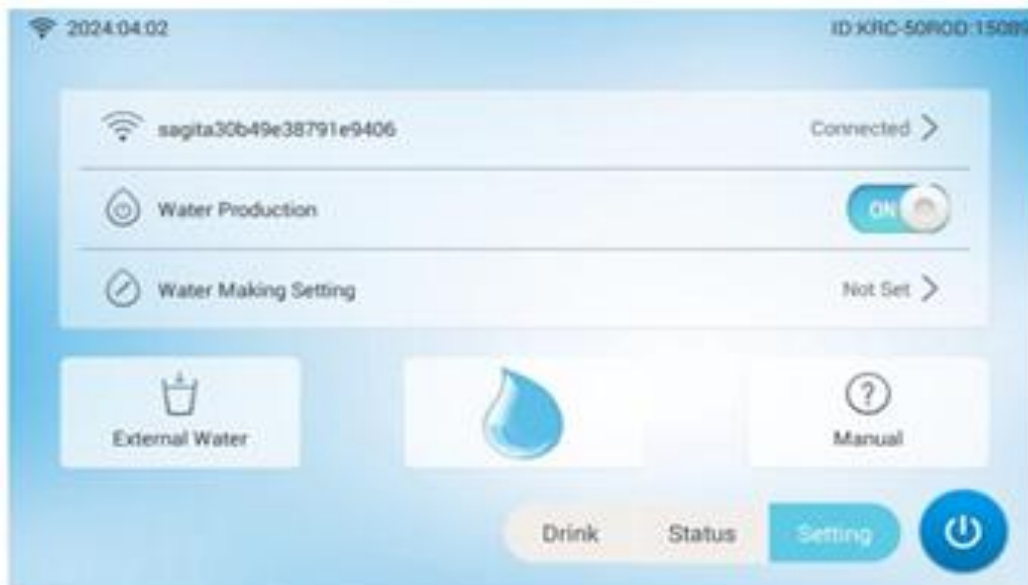 2024.04.02
ID:KRC-50ROD:15089
sagita30b49e38791e9406
Connected
Water Production
ON
Water Making Setting
Not Set
External Water
Manual
Drink
Status
Setting